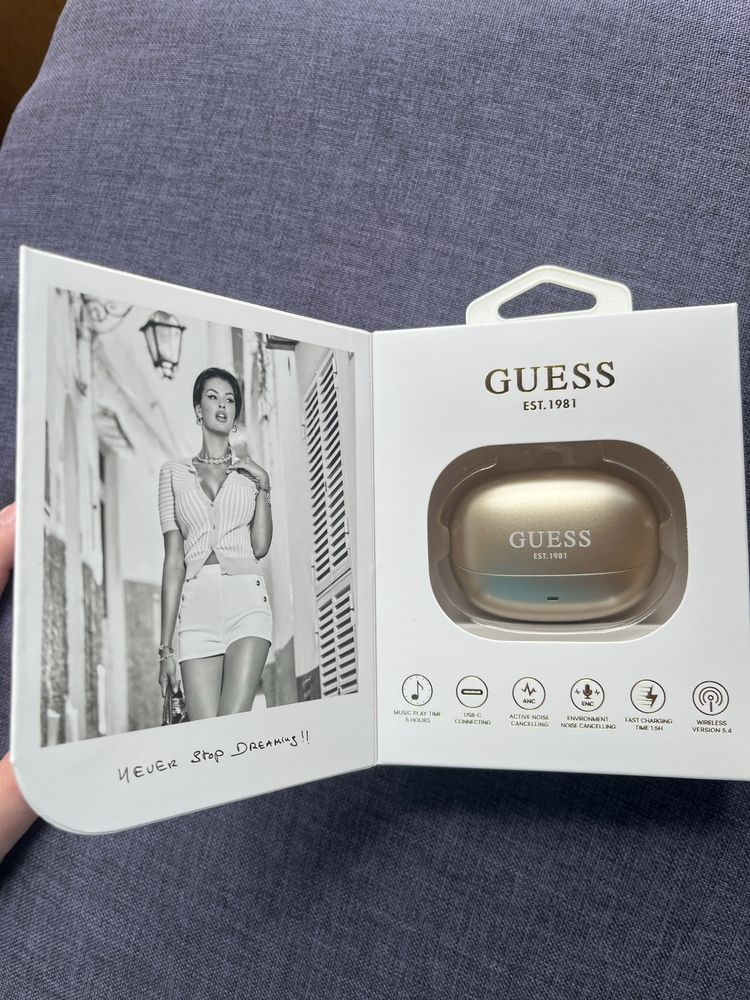 NEVER STOP DREAMING!!
GUESS
EST.1981
GUESS
EST.1981
ANC
ENC
MUSIC PLAY TIME
5 HOURS
USB-C
CONNECTING
ACTIVE NOISE
CANCELLING
ENVIRONMENT
NOISE CANCELLING
FAST CHARGING
TIME 1.5H
WIRELESS
VERSION 5.4